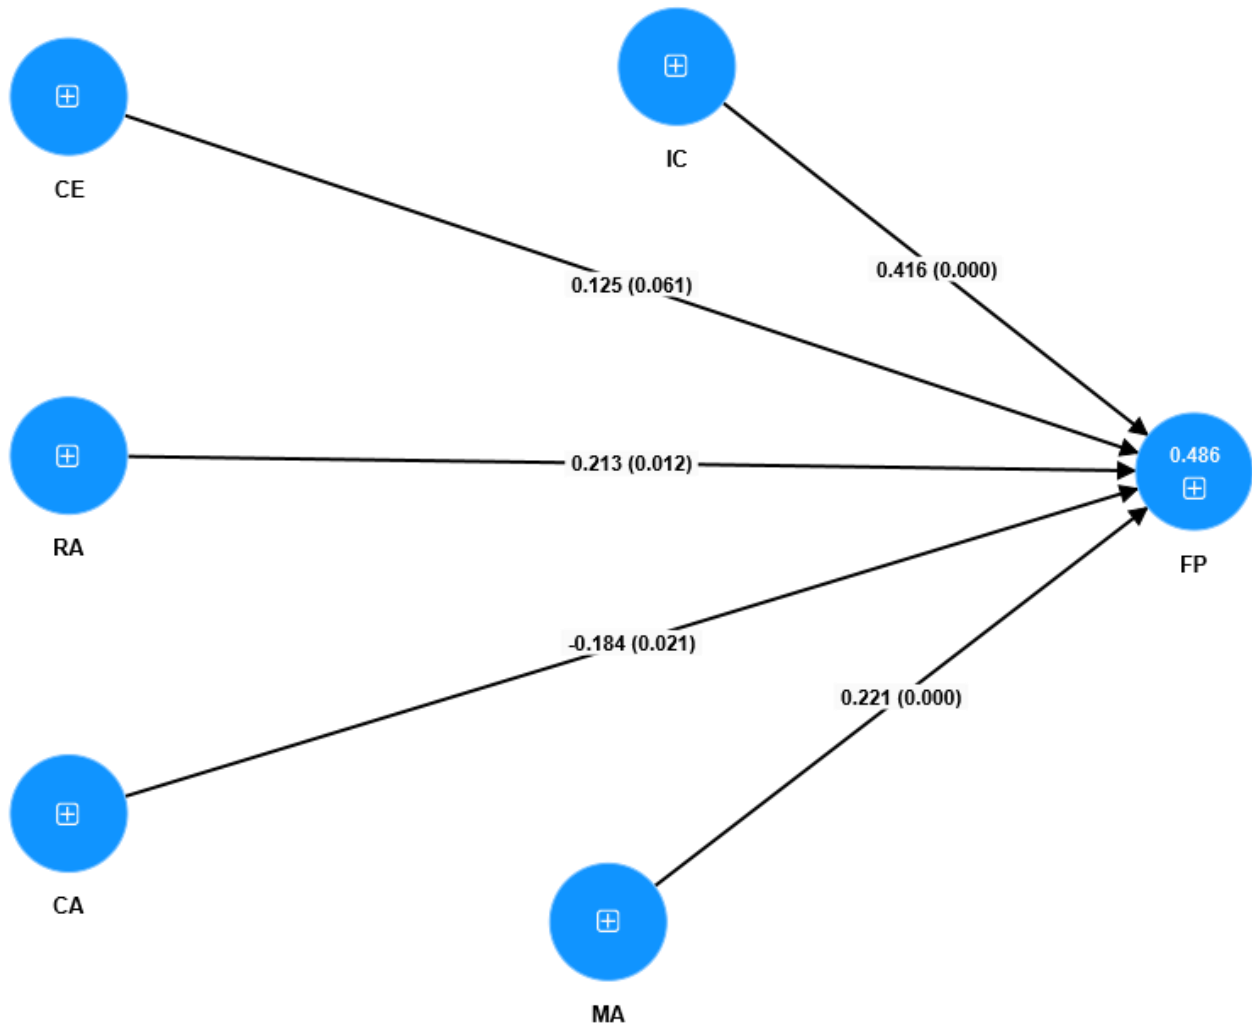 IC
CE
0.416 (0.000)
0.125 (0.061)
0.486
0.213 (0.012)
RA
FP
-0.184 (0.021)
0.221 (0.000)
CA
MA